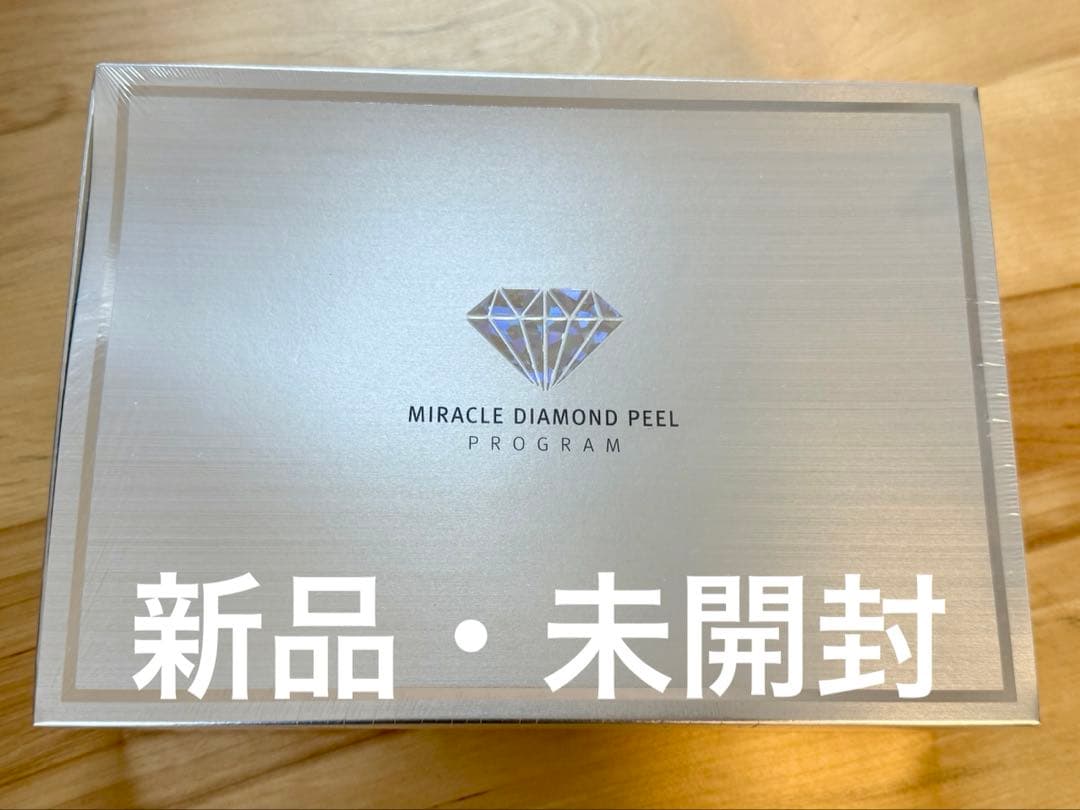 MIRACLE DIAMOND PEEL
PROGRAM
新品・未開封